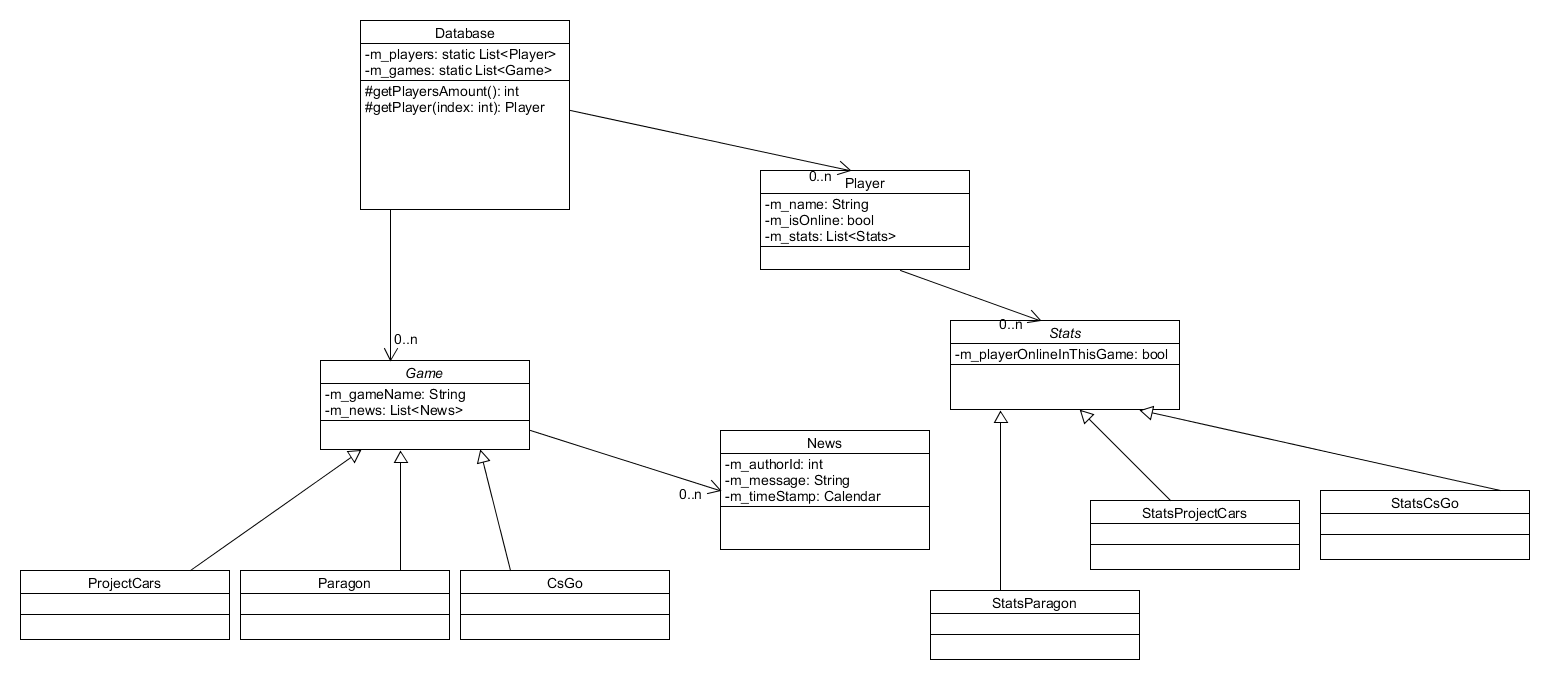 Database
-m_players: static List<Player>
-m_games: static List<Game>
#getPlayersAmount(): int
#getPlayer(index: int): Player
0..n
Player
-m_name: String
-m_isOnline: bool
-m_stats: List<Stats>
0..n
Stats
-m_playerOnlineInThisGame: bool
0..n
Game
-m_gameName: String
-m_news: List<News>
0..n
News
-m_authorId: int
-m_message: String
-m_timeStamp: Calendar
ProjectCars
Paragon
CsGo
StatsParagon
StatsProjectCars
StatsCsGo